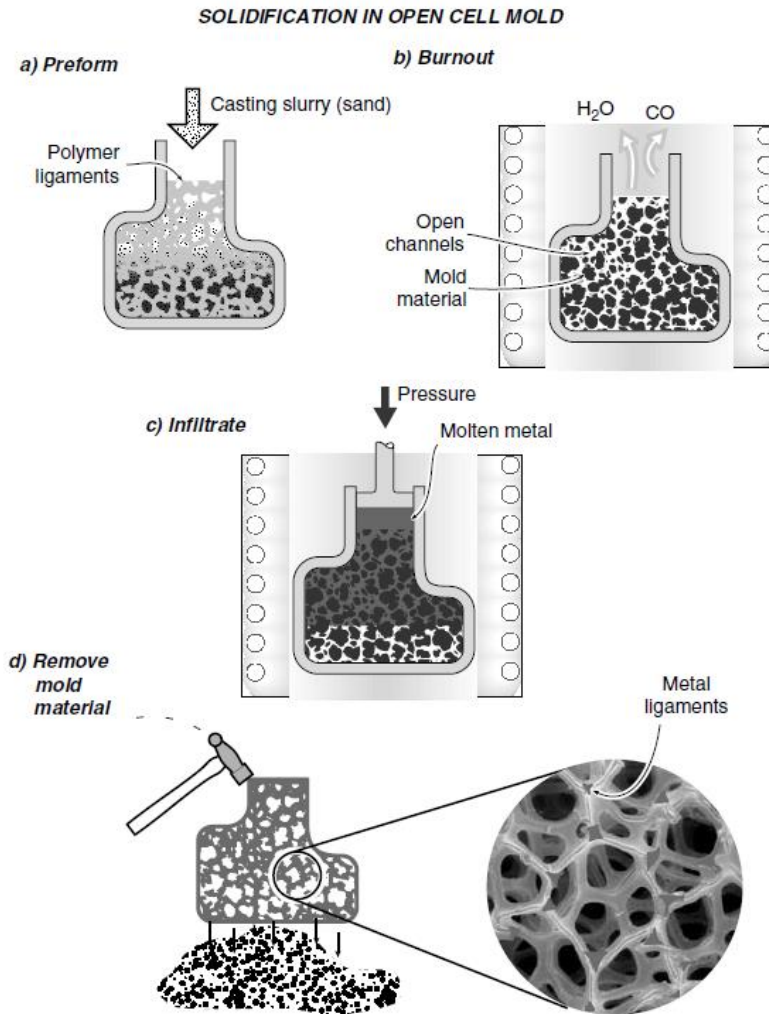 SOLIDIFICATION IN OPEN CELL MOLD
a) Preform
Casting slurry (sand)
Polymer
ligaments
b) Burnout
H₂O
CO
Open
channels
Mold
material
c) Infiltrate
Pressure
Molten metal
d) Remove
mold
material
Metal
ligaments